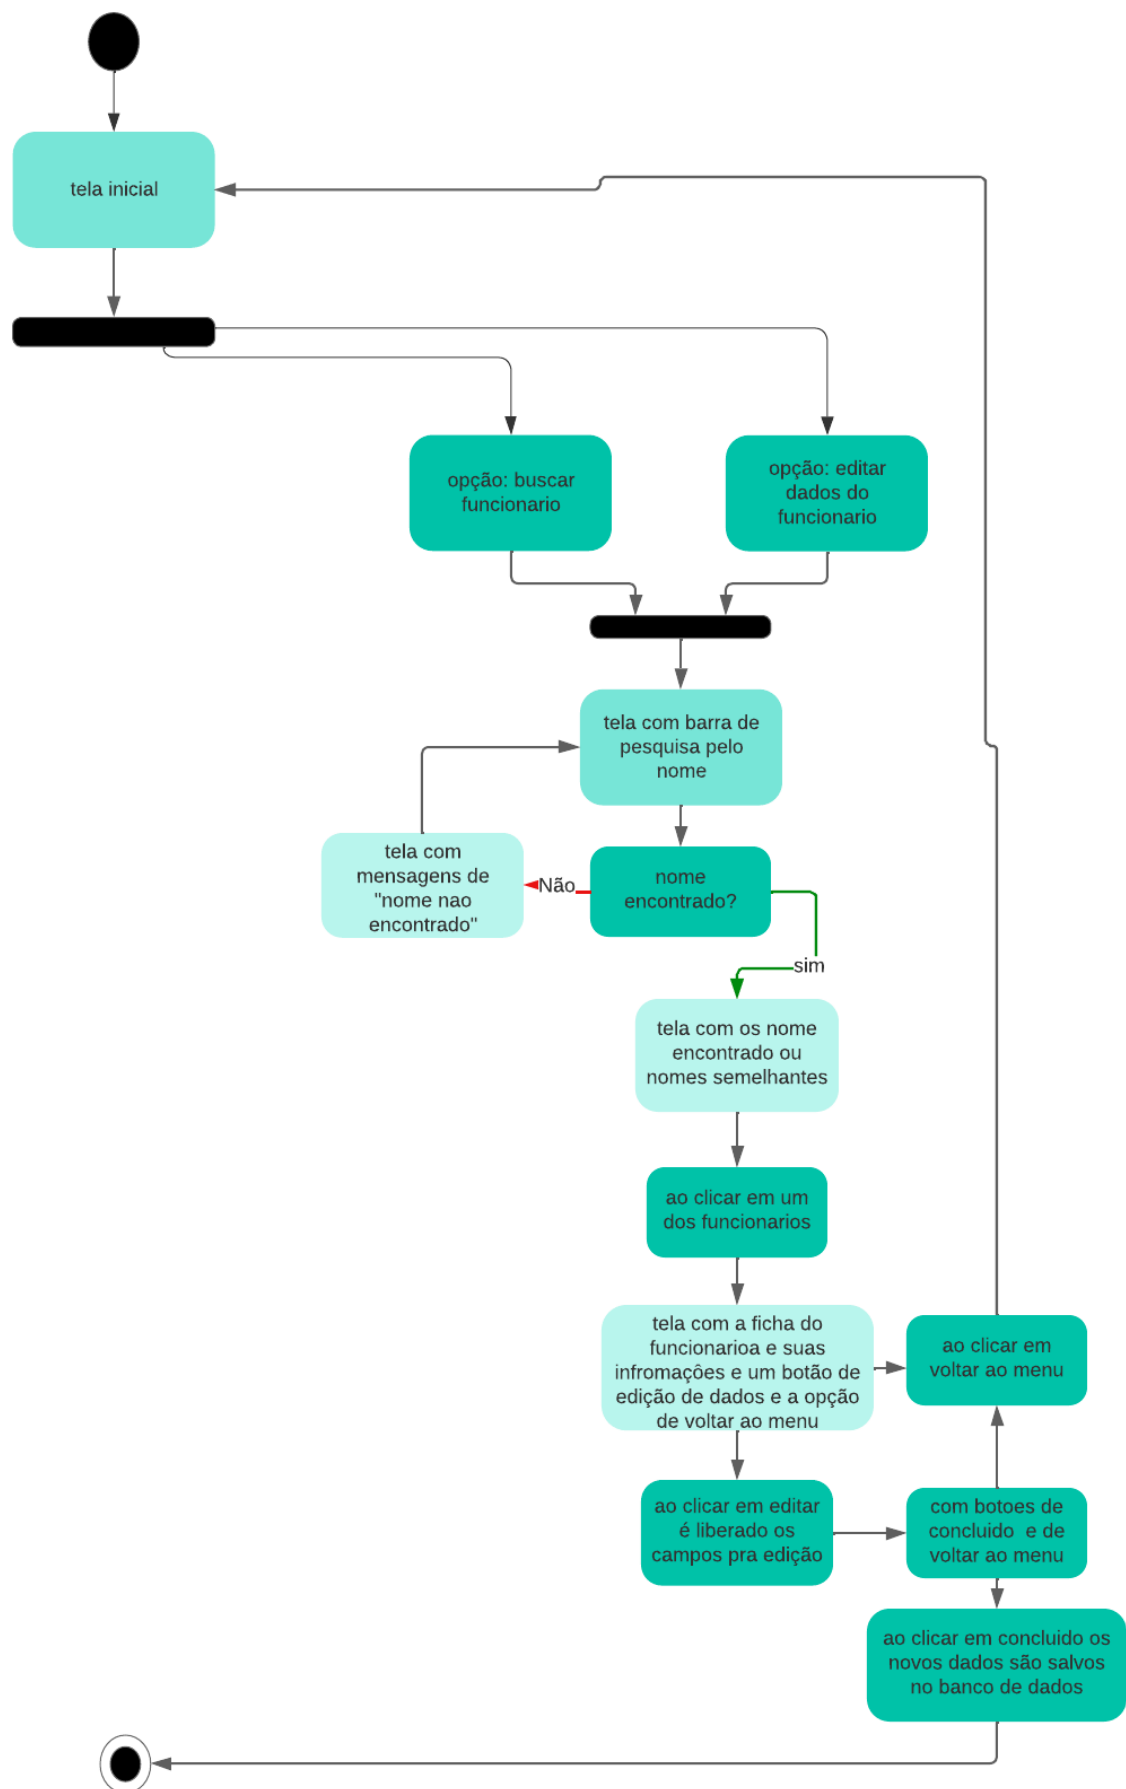 tela inicial
opção: buscar
funcionario
opção: editar
dados do
funcionario
tela com barra de
pesquisa pelo
nome
tela com
mensagens de
"nome nao
encontrado"
Não
nome
encontrado?
sim
tela com os nome
encontrado ou
nomes semelhantes
ao clicar em um
dos funcionarios
tela com a ficha do
funcionarioa e suas
infromações e um botão de
edição de dados e a opção
de voltar ao menu
ao clicar em
voltar ao menu
ao clicar em editar
é liberado os
campos pra edição
com botoes de
concluido e de
voltar ao menu
ao clicar em concluido os
novos dados são salvos
no banco de dados